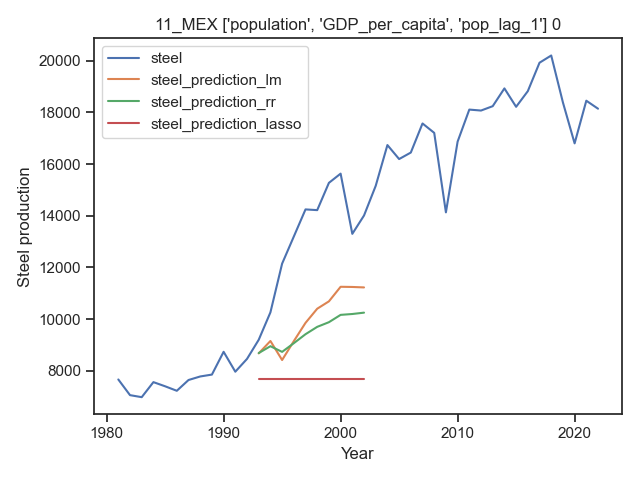 11_MEX ['population', 'GDP_per_capita', 'pop_lag_1'] 0
steel
steel_prediction_lm
steel_prediction_rr
steel_prediction_lasso
Steel production
20000
18000
16000
14000
12000
10000
8000
1980
1990
2000
2010
2020
Year